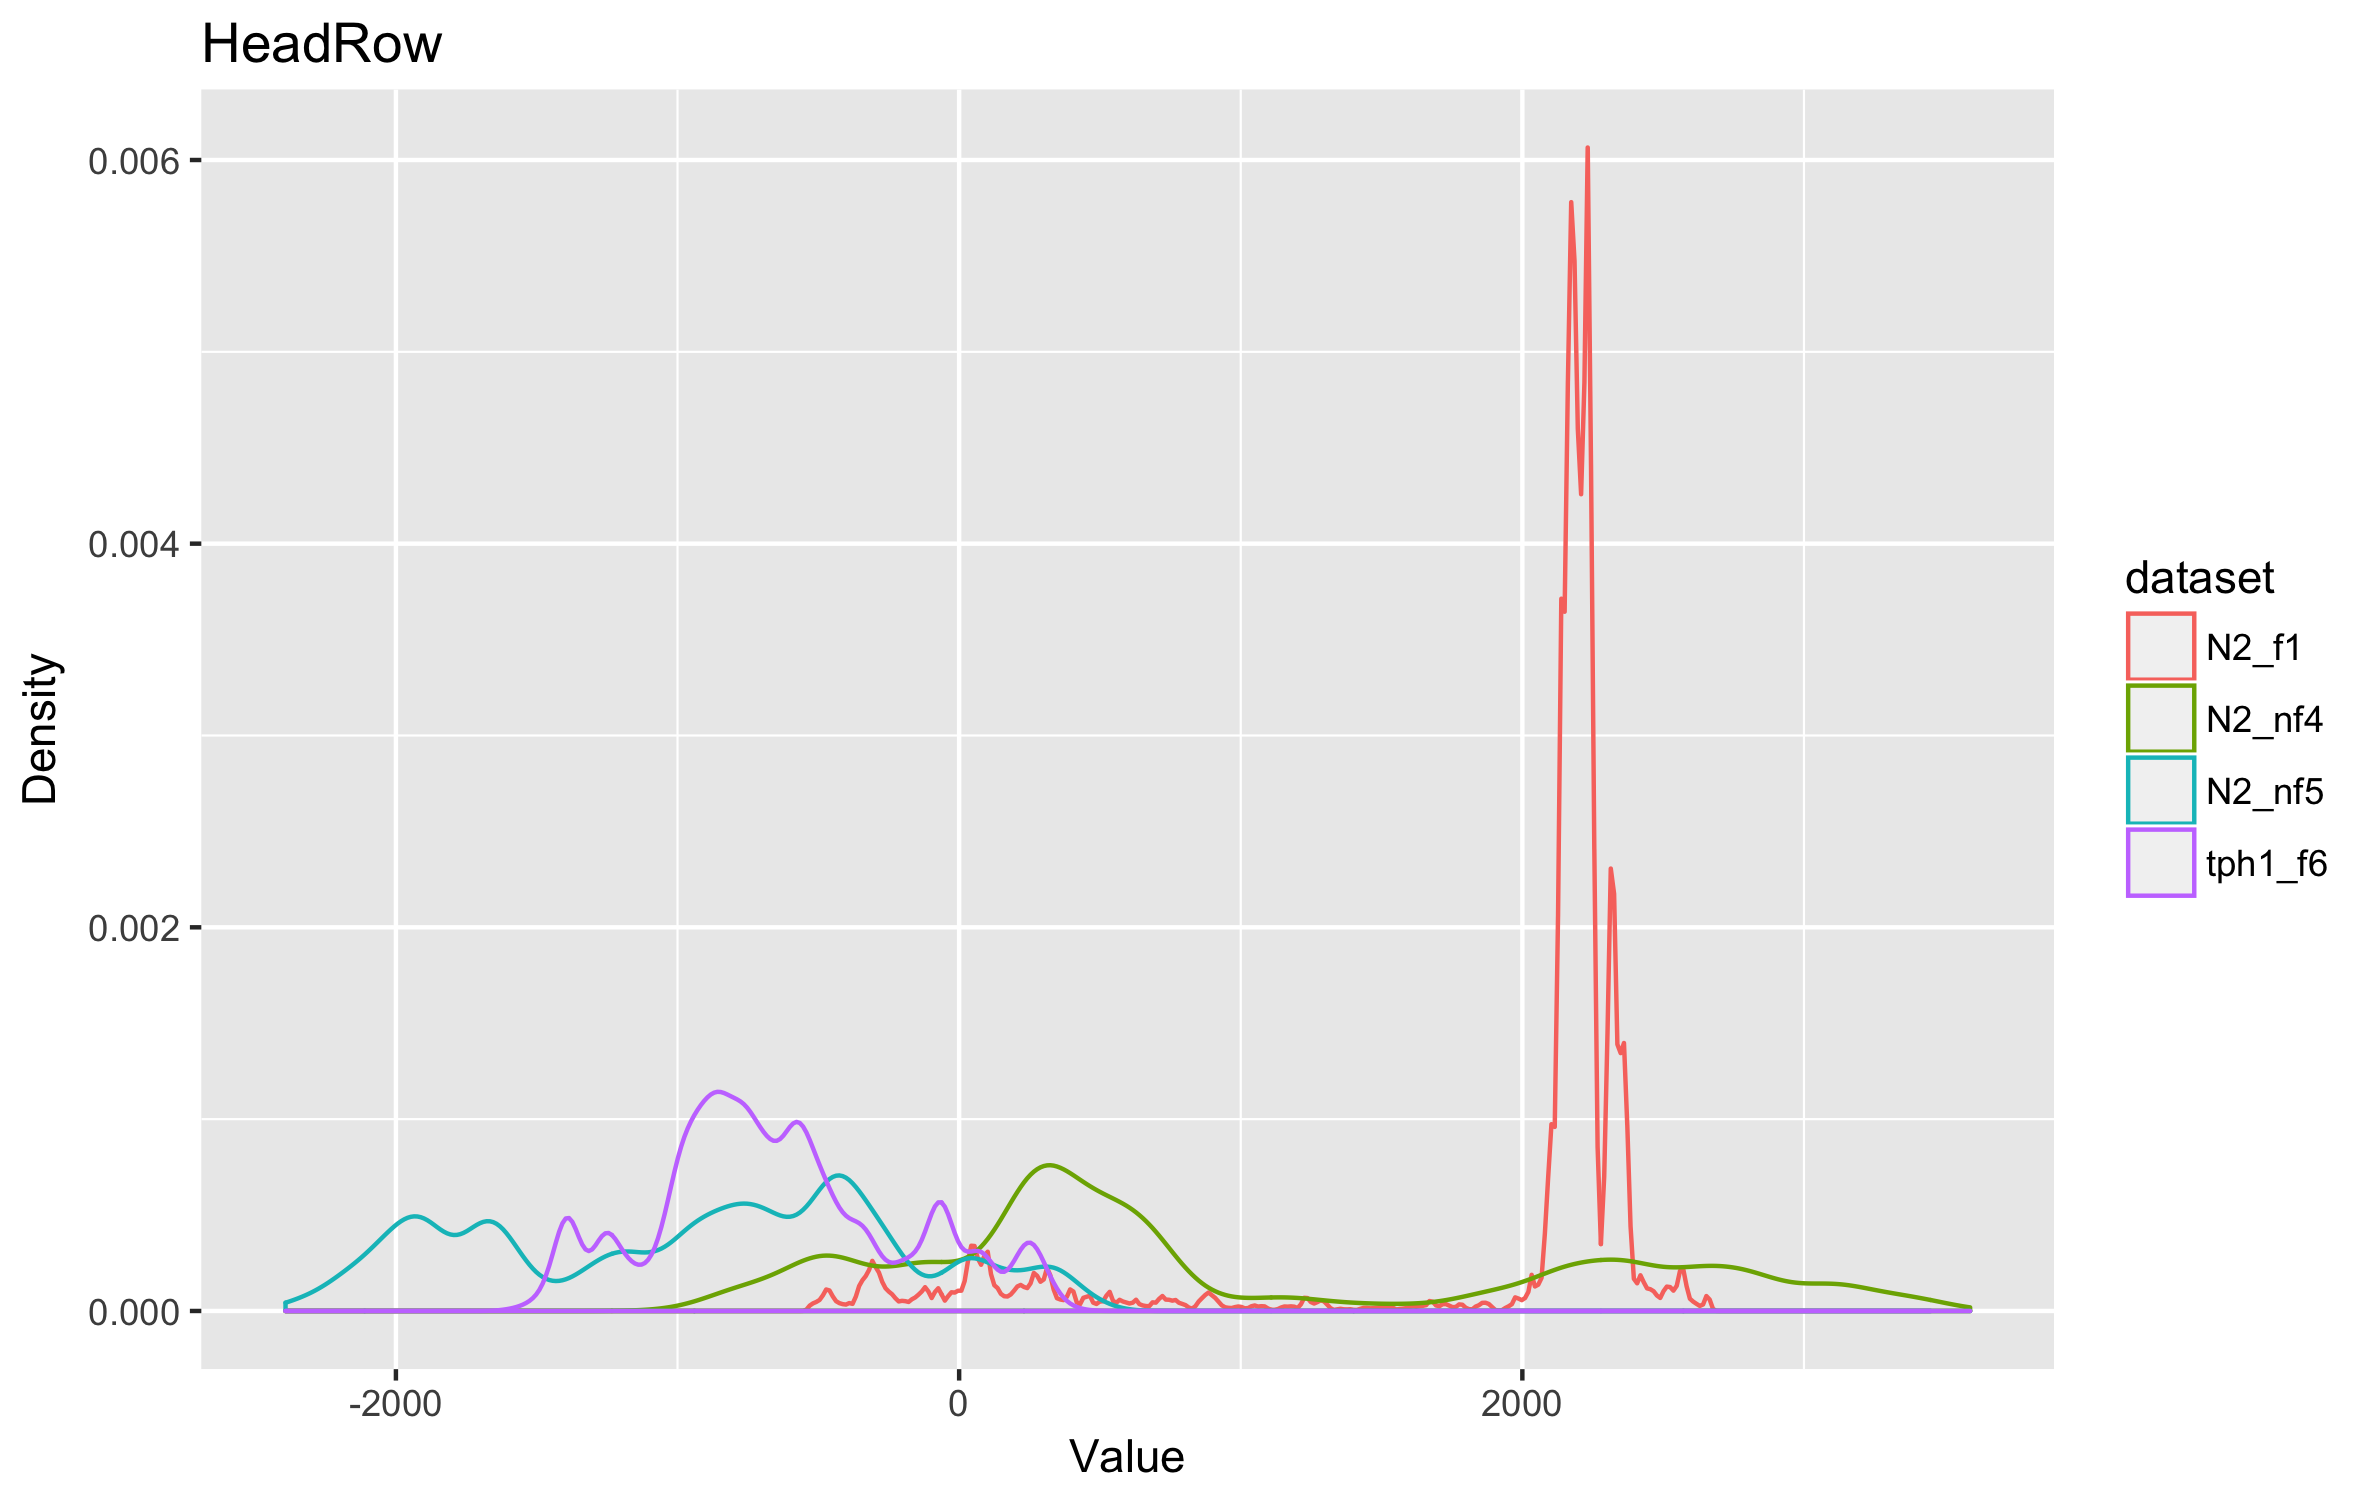 HeadRow
0.006
0.004
0.002
0.000
Density
-2000
0
2000
Value
dataset
N2_f1
N2_nf4
N2_nf5
tph1_f6